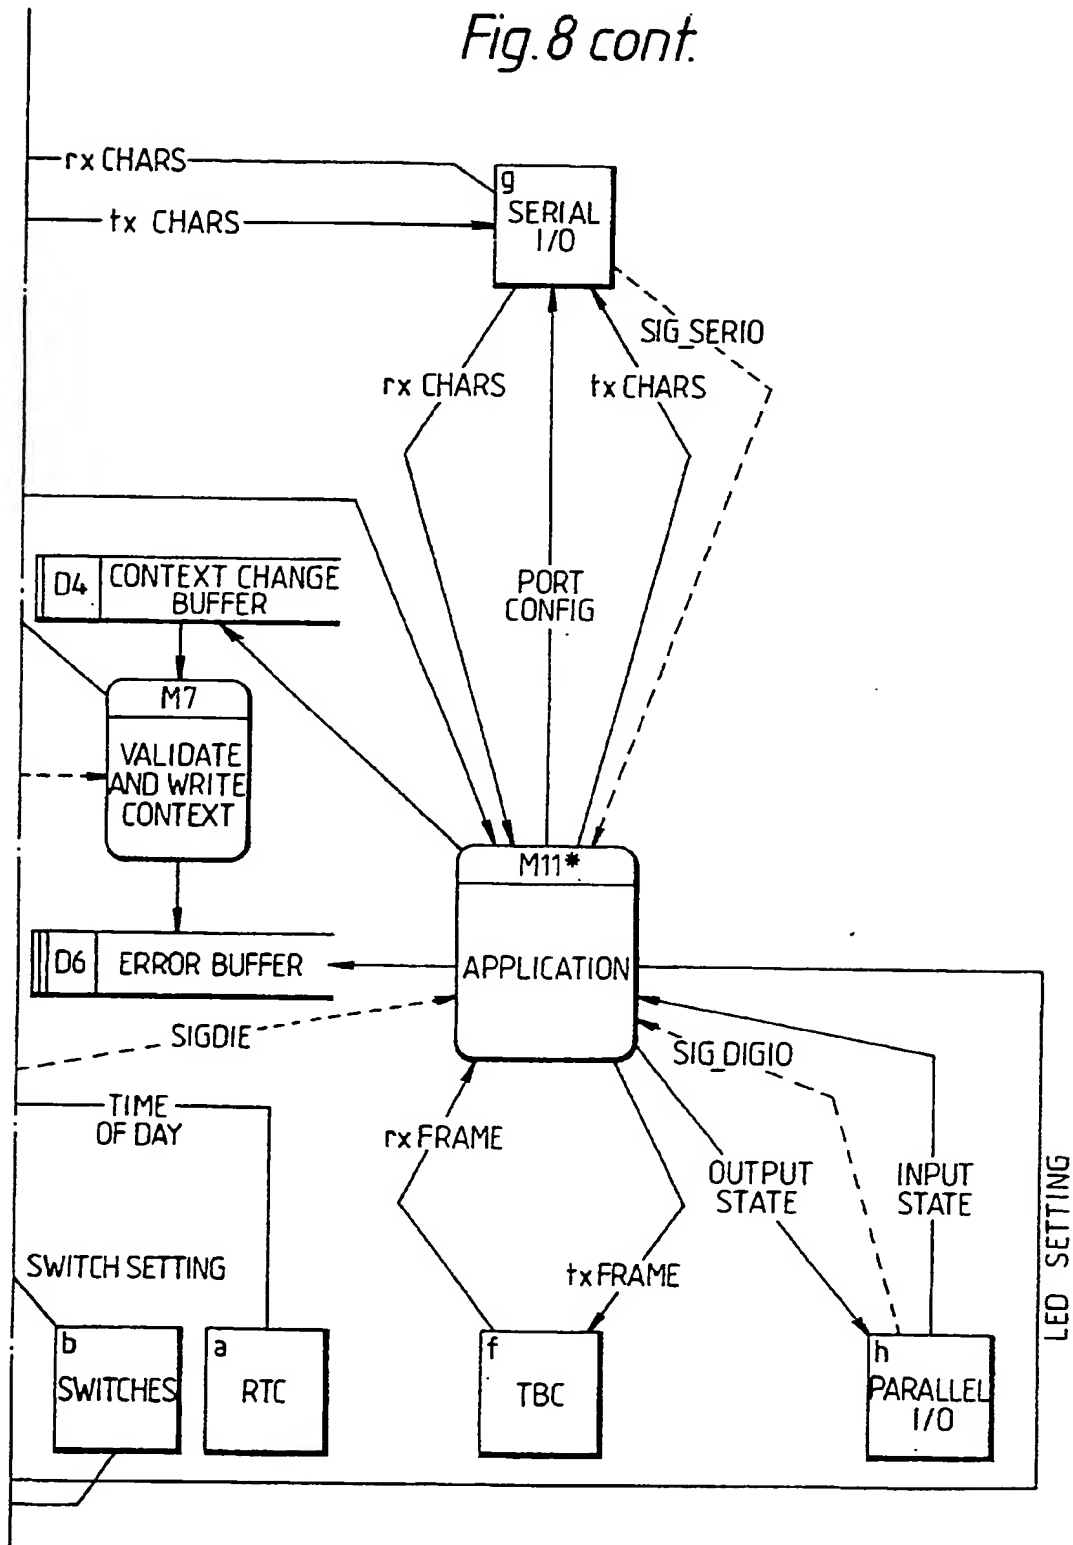 Fig.8 cont.
rx CHARS
tx CHARS
g
SERIAL
I/O
SIG_SERIO
rx CHARS
tx CHARS
D4
CONTEXT CHANGE
BUFFER
PORT
CONFIG
M7
VALIDATE
AND WRITE
CONTEXT
M11*
APPLICATION
D6
ERROR BUFFER
SIGDIE
SIG_DIGIO
TIME
OF DAY
rx FRAME
OUTPUT
STATE
INPUT
STATE
LED SETTING
SWITCH SETTING
tx FRAME
b
SWITCHES
a
RTC
f
TBC
h
PARALLEL
I/O